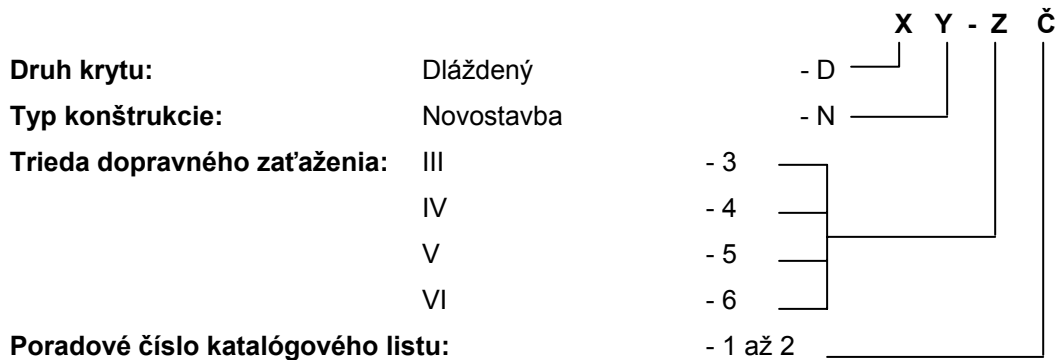 X Y - Z Č
Druh krytu: Dláždený - D
Typ konštrukcie: Novostavba - N
Trieda dopravného zaťaženia: III - 3
IV - 4
V - 5
VI - 6
Poradové číslo katalógového listu: - 1 až 2